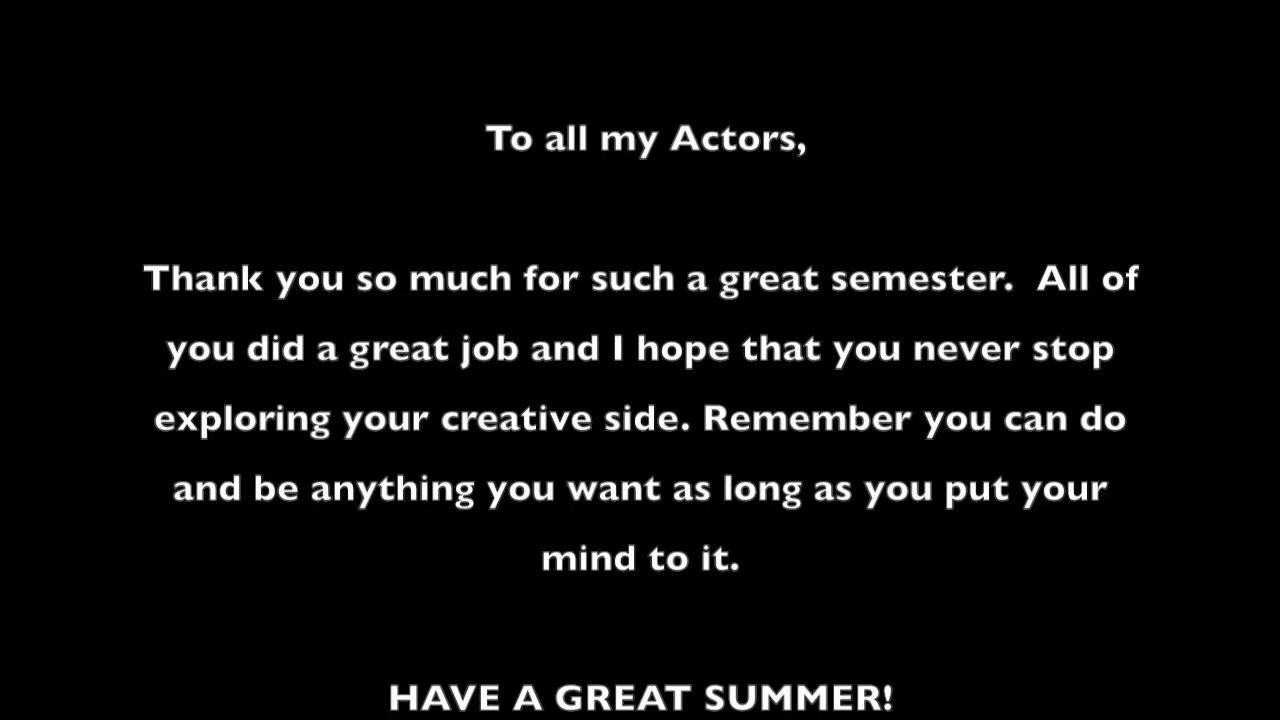 To all my Actors,
Thank you so much for such a great semester.  All of
you did a great job and I hope that you never stop
exploring your creative side. Remember you can do
and be anything you want as long as you put your
mind to it.
HAVE A GREAT SUMMER!